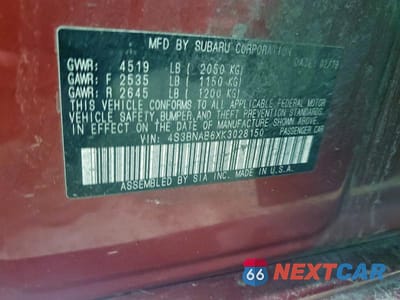 MFD BY SUBARU CORPORATION DATE: 02/19
GVWR: 4519 LB ( 2050 KG)
GAWR: F 2535 LB ( 1150 KG)
GAWR: R 2645 LB ( 1200 KG)
THIS VEHICLE CONFORMS TO ALL APPLICABLE FEDERAL MOTOR
VEHICLE SAFETY, BUMPER, AND THEFT PREVENTION STANDARDS
IN EFFECT ON THE DATE OF MANUFACTURE SHOWN ABOVE.
VIN: 4S3BNAB6XK3028150 PASSENGER CAR
ASSEMBLED BY SIA INC. MADE IN U.S.A.
66 NEXTCAR